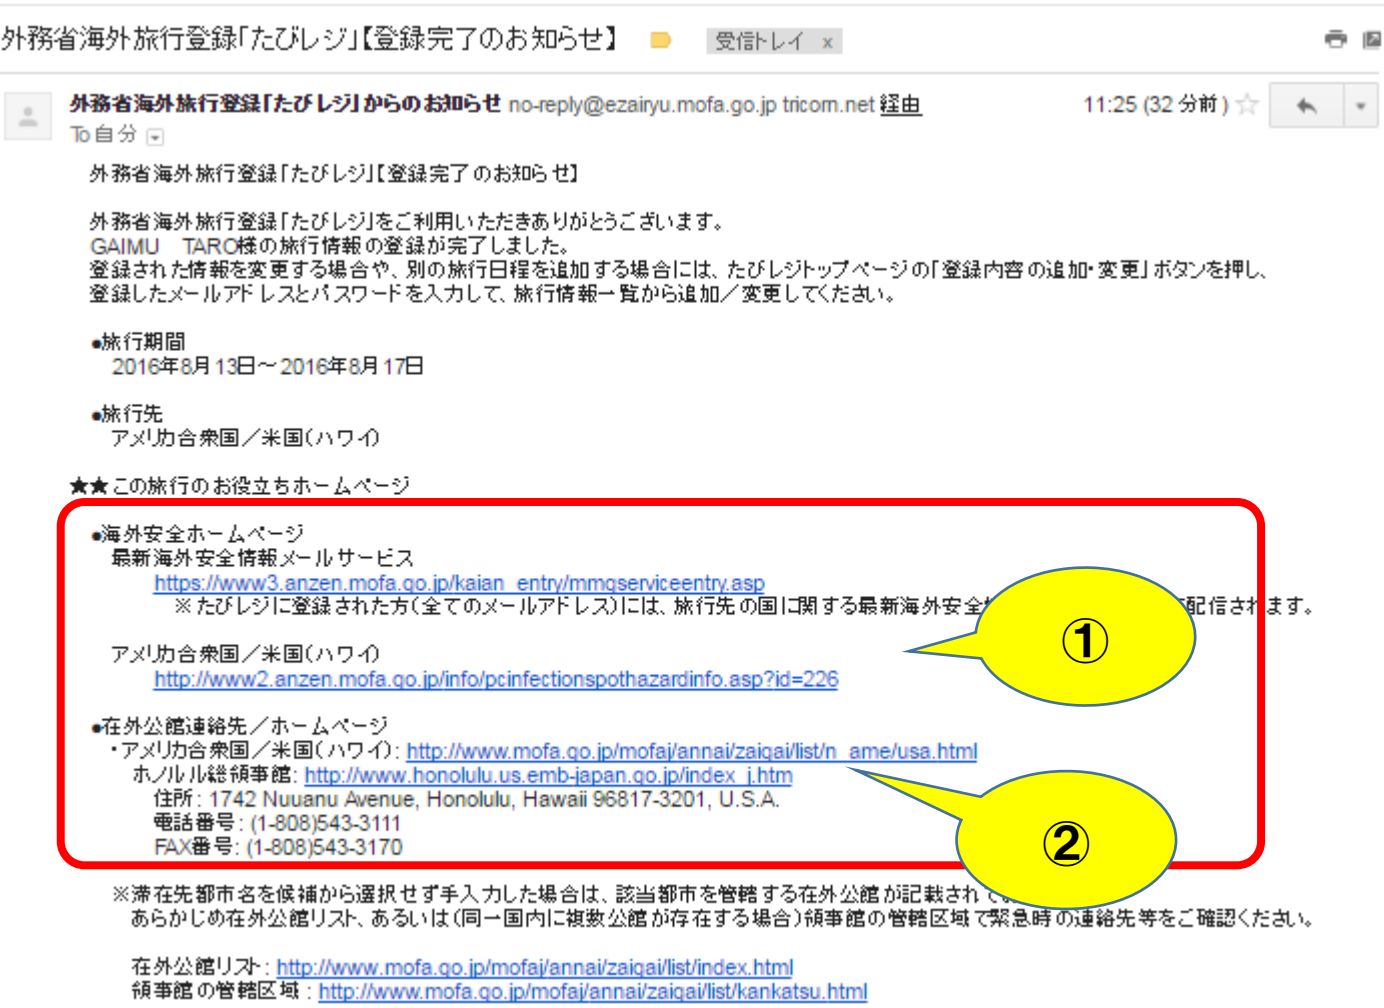 外務省海外旅行登録「たびレジ」【登録完了のお知らせ】 受信トレイ x
外務省海外旅行登録「たびレジ」からのお知らせ no-reply@ezairyu.mofa.go.jp tricorn.net 経由 11:25 (32 分前)
To 自分
外務省海外旅行登録「たびレジ」【登録完了のお知らせ】
外務省海外旅行登録「たびレジ」をご利用いただきありがとうございます。
GAIMU TARO様の旅行情報の登録が完了しました。
登録された情報を変更する場合や、別の旅行日程を追加する場合には、たびレジトップページの「登録内容の追加・変更」ボタンを押し、
登録したメールアドレスとパスワードを入力して、旅行情報一覧から追加／変更してください。
●旅行期間
2016年8月13日～2016年8月17日
●旅行先
アメリカ合衆国／米国(ハワイ)
★★この旅行のお役立ちホームページ
●海外安全ホームページ
最新海外安全情報メールサービス
https://www3.anzen.mofa.go.jp/kaian_entry/mmgserviceentry.asp
※たびレジに登録された方(全てのメールアドレス)には、旅行先の国に関する最新海外安全 配信されます。
①
アメリカ合衆国／米国(ハワイ)
http://www2.anzen.mofa.go.jp/info/pcinfectionspothazardinfo.asp?id=226
●在外公館連絡先／ホームページ
・アメリカ合衆国／米国(ハワイ): http://www.mofa.go.jp/mofaj/annai/zaigai/list/n_ame/usa.html
ホノルル総領事館: http://www.honolulu.us.emb-japan.go.jp/index_j.htm
住所: 1742 Nuuanu Avenue, Honolulu, Hawaii 96817-3201, U.S.A.
電話番号: (1-808)543-3111
②
FAX番号: (1-808)543-3170
※滞在先都市名を候補から選択せず手入力した場合は、該当都市を管轄する在外公館が記載されて
あらかじめ在外公館リスト、あるいは(同一国内に複数公館が存在する場合)領事館の管轄区域で緊急時の連絡先等をご確認ください。
在外公館リスト: http://www.mofa.go.jp/mofaj/annai/zaigai/list/index.html
領事館の管轄区域: http://www.mofa.go.jp/mofaj/annai/zaigai/list/kankatsu.html